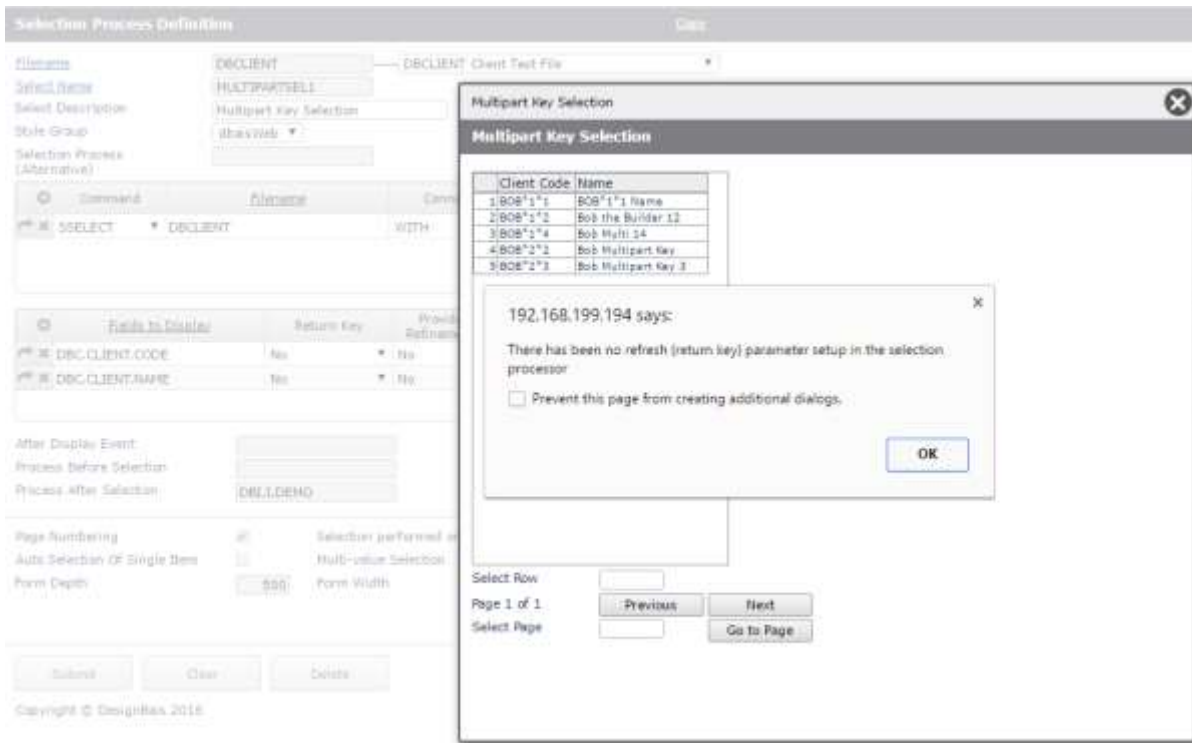 Selection Process Definition Copy
Filename DBCLIENT DBCLIENT Client Test File
Select Name MULTIPARTSEL1
Select Description Multipart Key Selection
Style Group dbaisWeb
Selection Process
(Alternative)
Command Filename
SSELECT DBCLIENT WITH
Fields to Display Return Key
DBC.CLIENT.CODE No No
DBC.CLIENT.NAME No No
After Display Event
Process Before Selection
Process After Selection DBI.1.DEMO
Page Numbering Selection performed
Auto Selection Of Single Item Multi-value Selection
Form Depth 500 Form Width
Submit Clear Delete
Copyright © DesignBais 2016
Multipart Key Selection
Multipart Key Selection
Client Code Name
1 BOB*1*1 BOB*1*1 Name
2 BOB*1*2 Bob the Builder 12
3 BOB*1*4 Bob Multi 14
4 BOB*2*2 Bob Multipart Key
5 BOB*2*3 Bob Multipart Key 3
192.168.199.194 says:
There has been no refresh (return key) parameter setup in the selection
processor
Prevent this page from creating additional dialogs.
OK
Select Row
Page 1 of 1 Previous Next
Select Page Go to Page